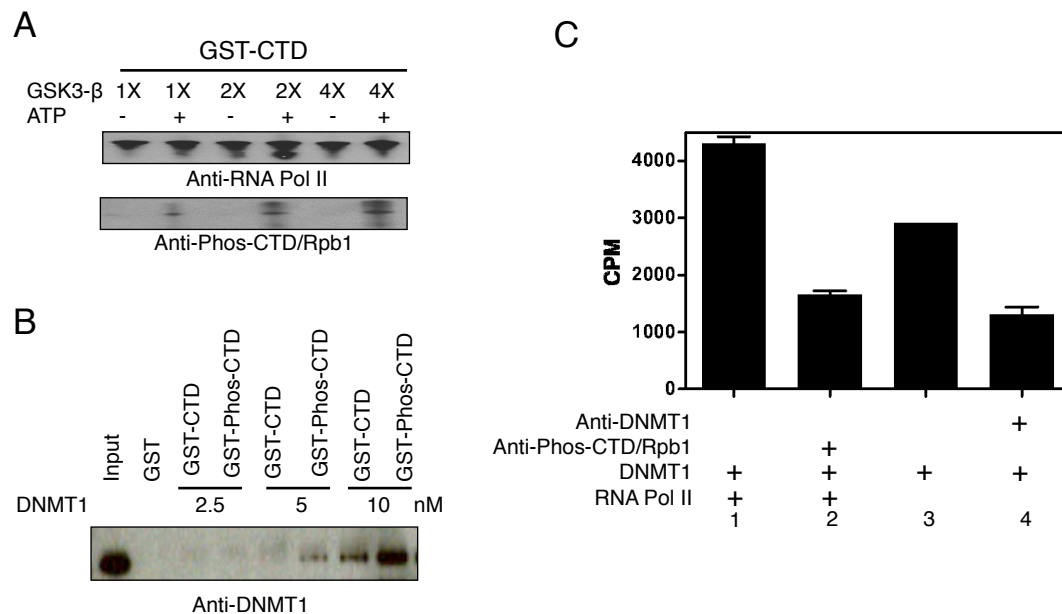 A
GST-CTD
GSK3-β 1X 1X 2X 2X 4X 4X
ATP - + - + - +
Anti-RNA Pol II
Anti-Phos-CTD/Rpb1
B
Input
GST
GST-CTD
GST-Phos-CTD
GST-CTD
GST-Phos-CTD
GST-CTD
GST-Phos-CTD
DNMT1 2.5 5 10 nM
Anti-DNMT1
C
CPM
4000
3000
2000
1000
0
Anti-DNMT1 +
Anti-Phos-CTD/Rpb1 +
DNMT1 + + + +
RNA Pol II + +
1 2 3 4